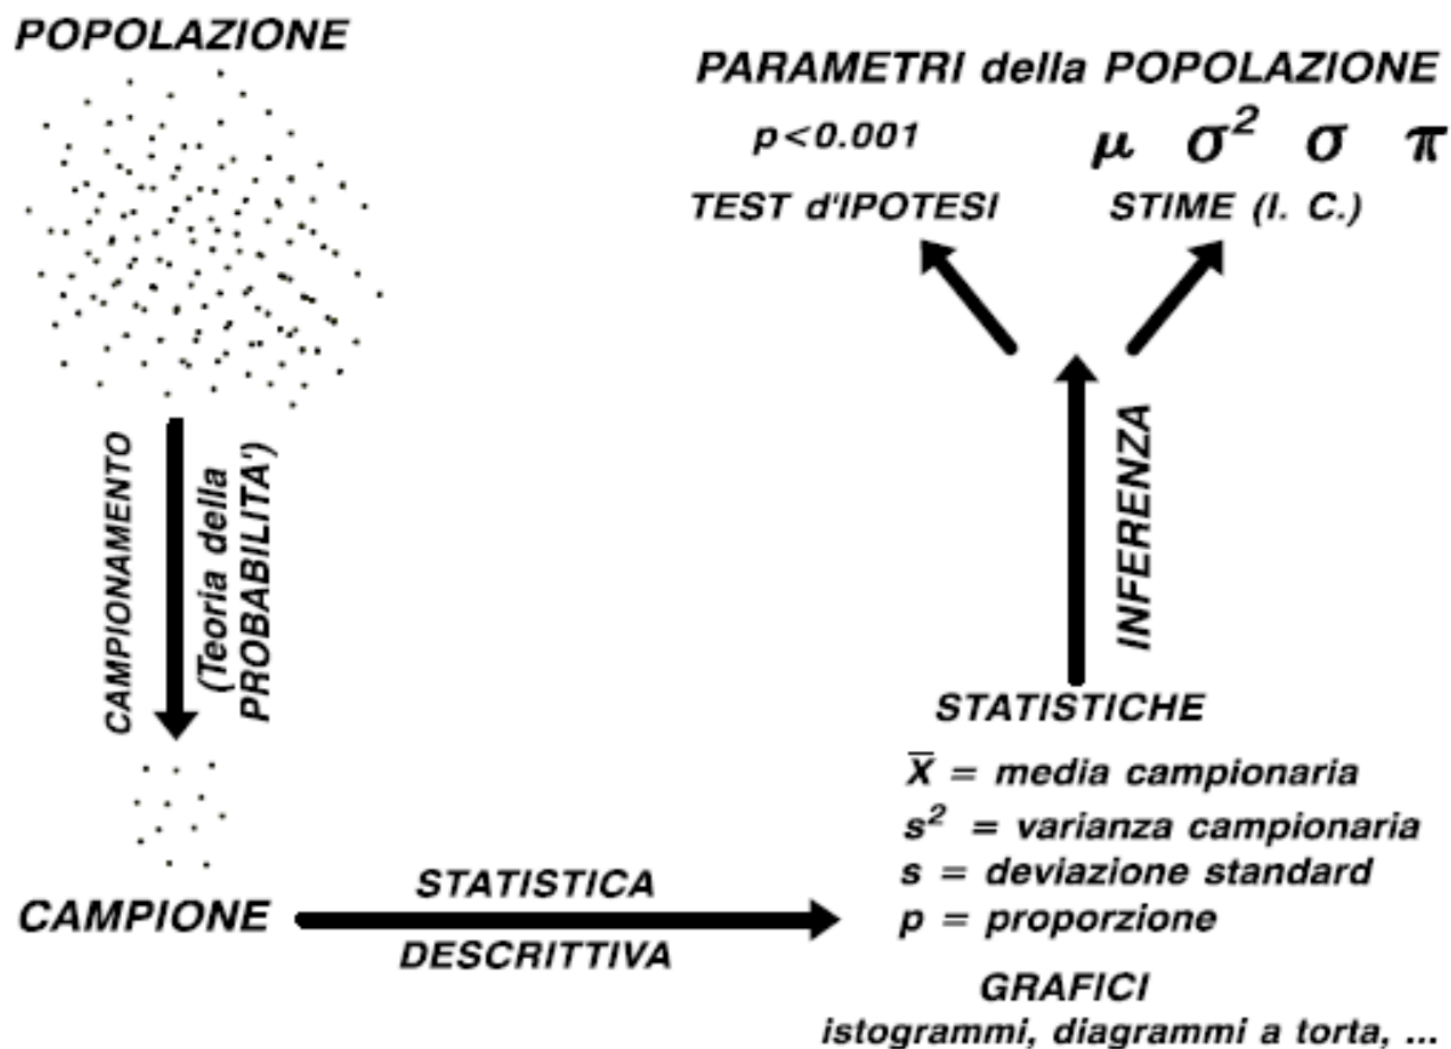 POPOLAZIONE
CAMPIONAMENTO
(Teoria della
PROBABILITA')
CAMPIONE
STATISTICA
DESCRITTIVA
STATISTICHE
X̅ = media campionaria
s² = varianza campionaria
s = deviazione standard
p = proporzione
GRAFICI
istogrammi, diagrammi a torta, ...
INFERENZA
PARAMETRI della POPOLAZIONE
p<0.001
μ σ² σ π
TEST d'IPOTESI
STIME (I. C.)